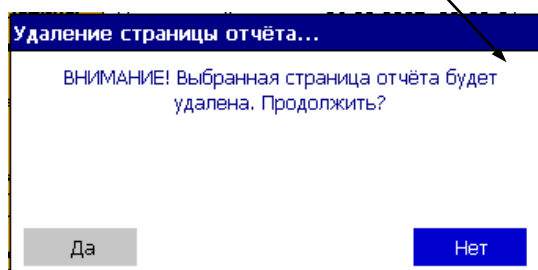 Удаление страницы отчёта...
ВНИМАНИЕ! Выбранная страница отчёта будет
удалена. Продолжить?
Да
Нет